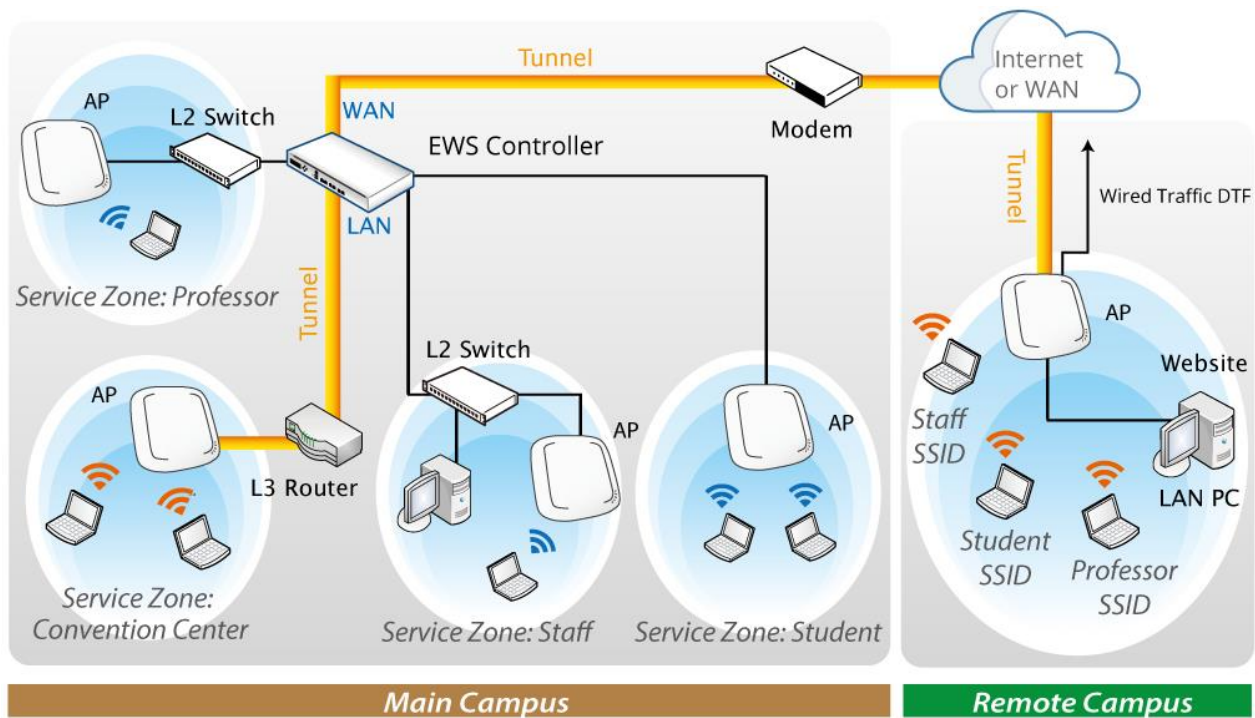 Tunnel
Internet
or WAN
AP
L2 Switch
WAN
Modem
EWS Controller
LAN
Tunnel
Wired Traffic DTF
Service Zone: Professor
Tunnel
AP
L2 Switch
Website
AP
AP
AP
Staff
SSID
L3 Router
LAN PC
Student
SSID
Professor
SSID
Service Zone:
Convention Center
Service Zone: Staff
Service Zone: Student
Main Campus
Remote Campus